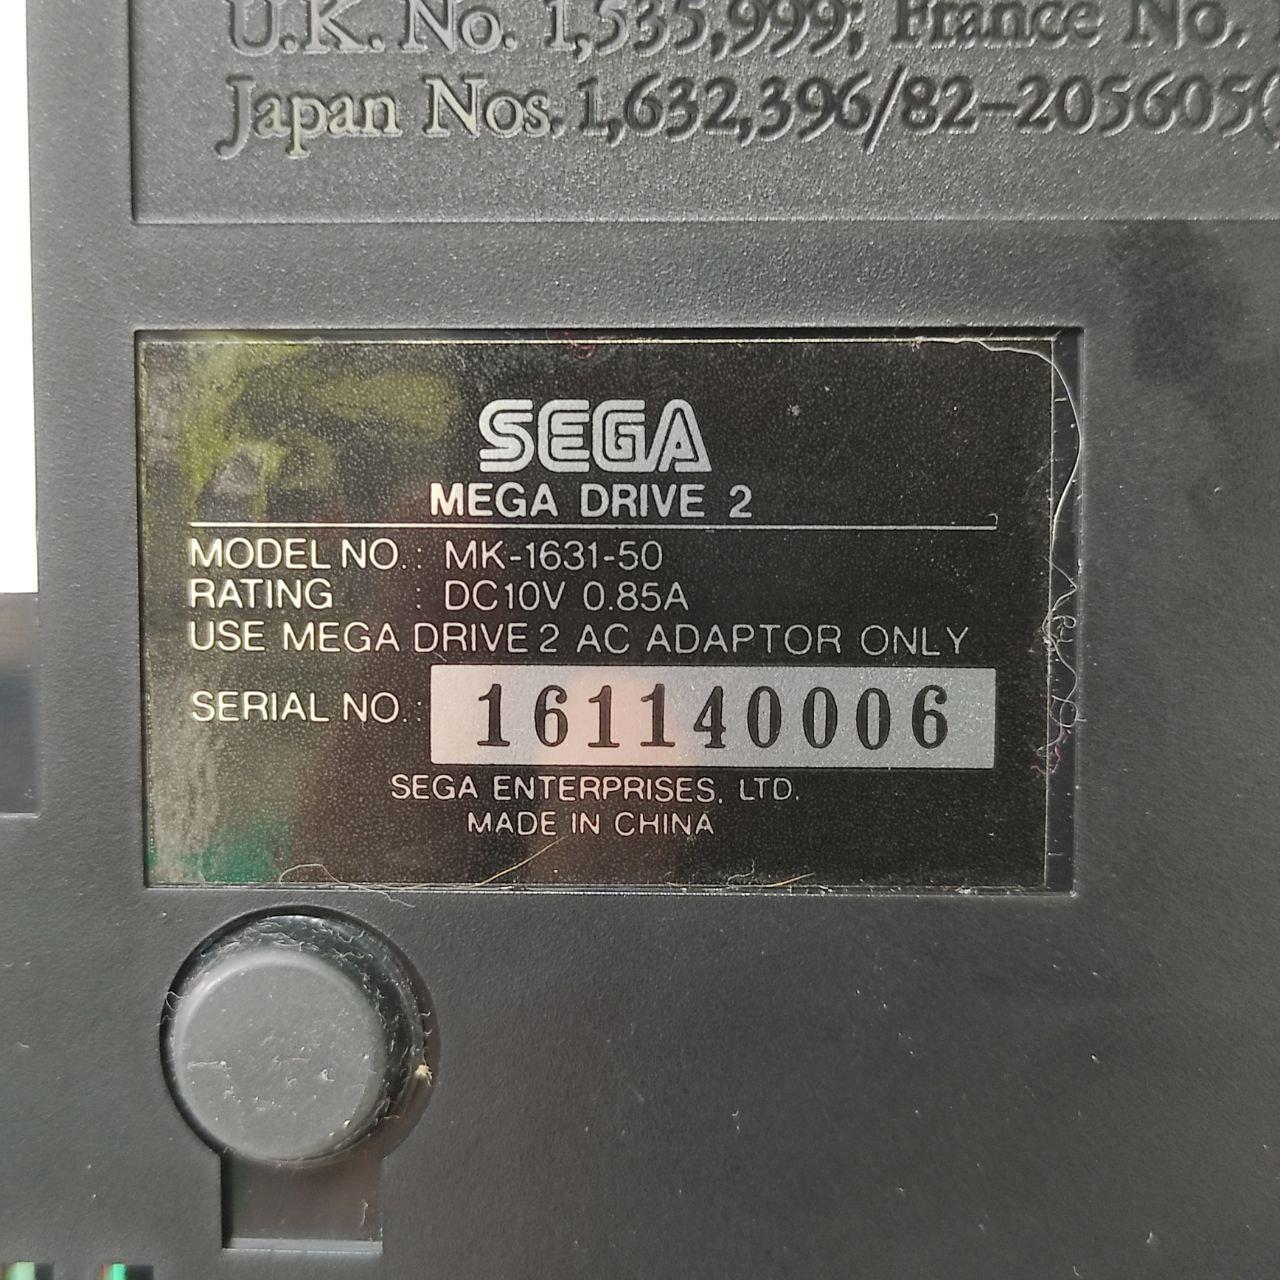 U.K. No. 1,535,999; France No.
Japan Nos. 1,632,396/82-205605(
SEGA
MEGA DRIVE 2
MODEL NO. : MK-1631-50
RATING : DC10V 0.85A
USE MEGA DRIVE 2 AC ADAPTOR ONLY
SERIAL NO. : 161140006
SEGA ENTERPRISES, LTD.
MADE IN CHINA